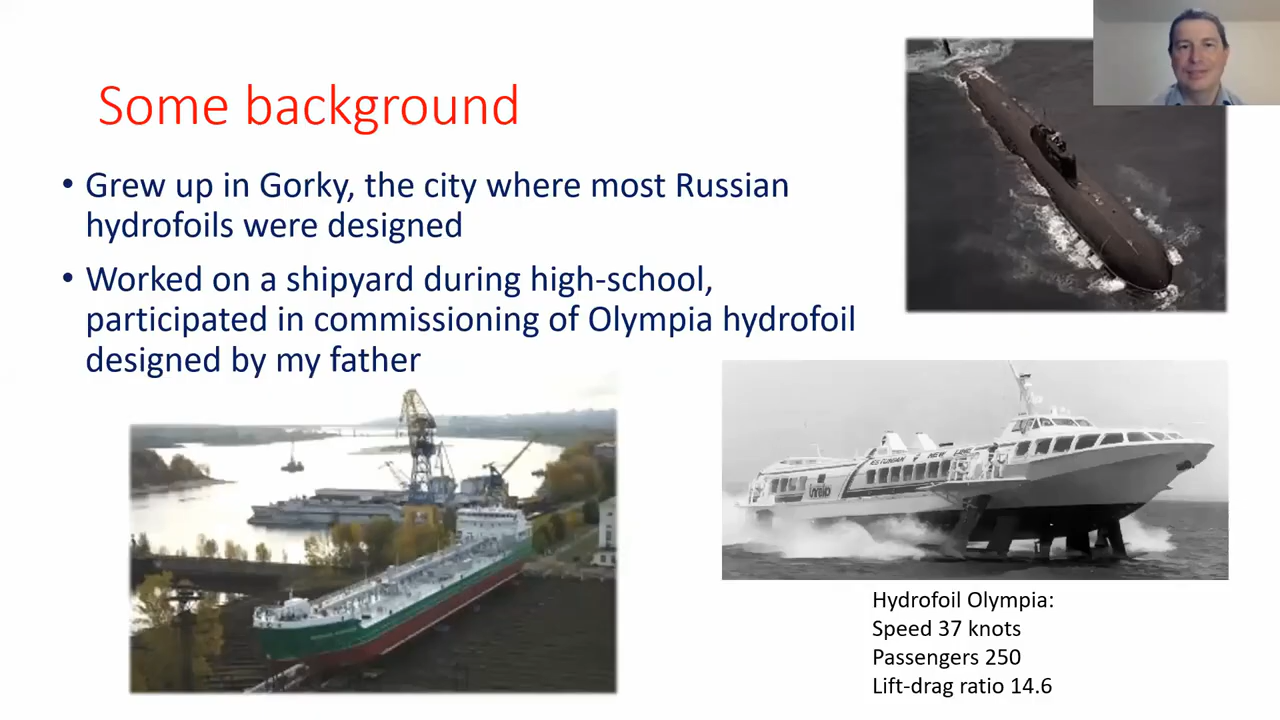 Some background
• Grew up in Gorky, the city where most Russian
hydrofoils were designed
• Worked on a shipyard during high-school,
participated in commissioning of Olympia hydrofoil
designed by my father
NEW LINE
Hydrofoil Olympia:
Speed 37 knots
Passengers 250
Lift-drag ratio 14.6